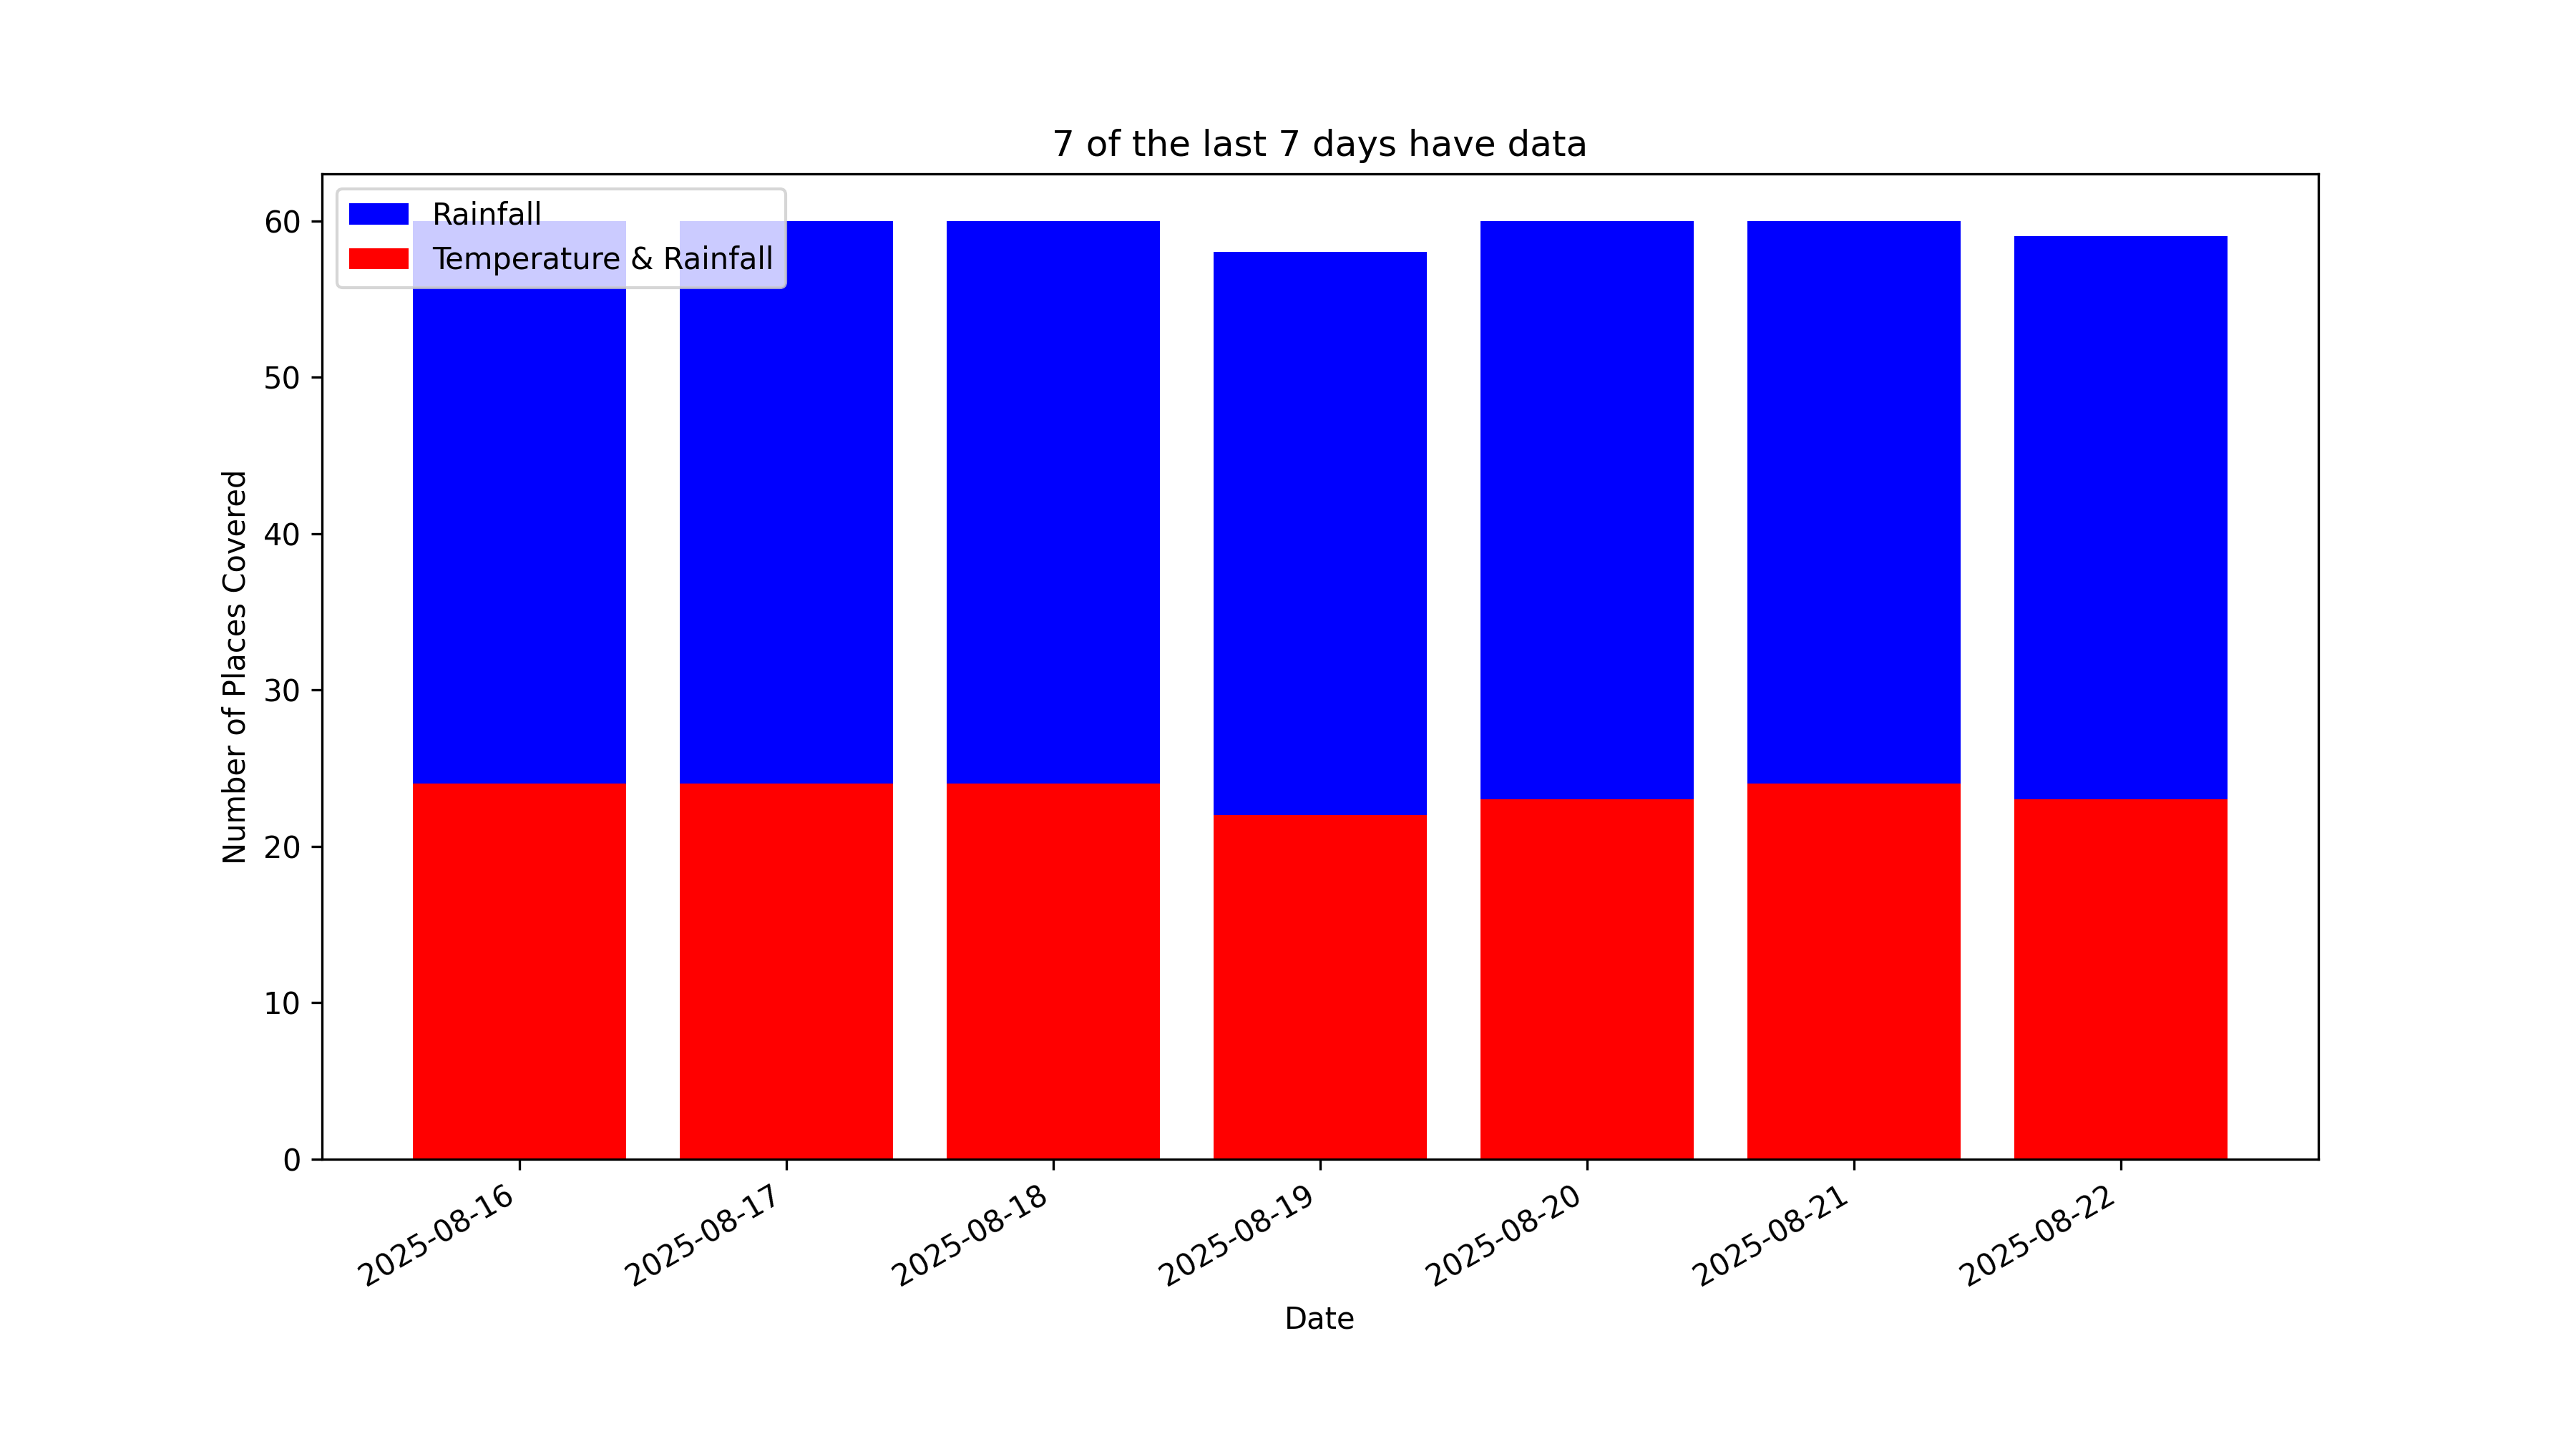 7 of the last 7 days have data
Rainfall
Temperature & Rainfall
60
50
40
30
20
10
0
Number of Places Covered
2025-08-16
2025-08-17
2025-08-18
2025-08-19
2025-08-20
2025-08-21
2025-08-22
Date